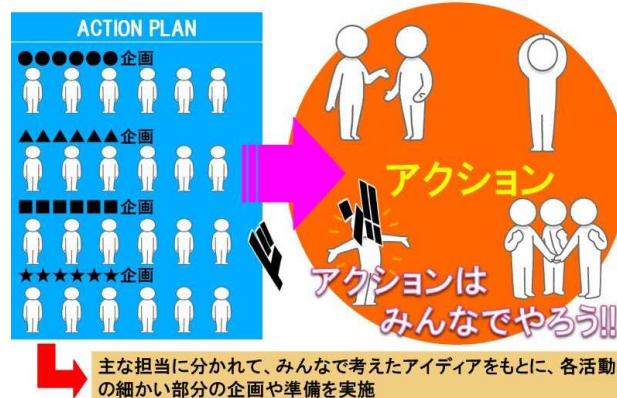 ACTION PLAN
●●●●●●企画
▲▲▲▲▲▲企画
■■■■■■企画
★★★★★★企画
アクション
アクションは
みんなでやろう!!
主な担当に分かれて、みんなで考えたアイディアをもとに、各活動
の細かい部分の企画や準備を実施